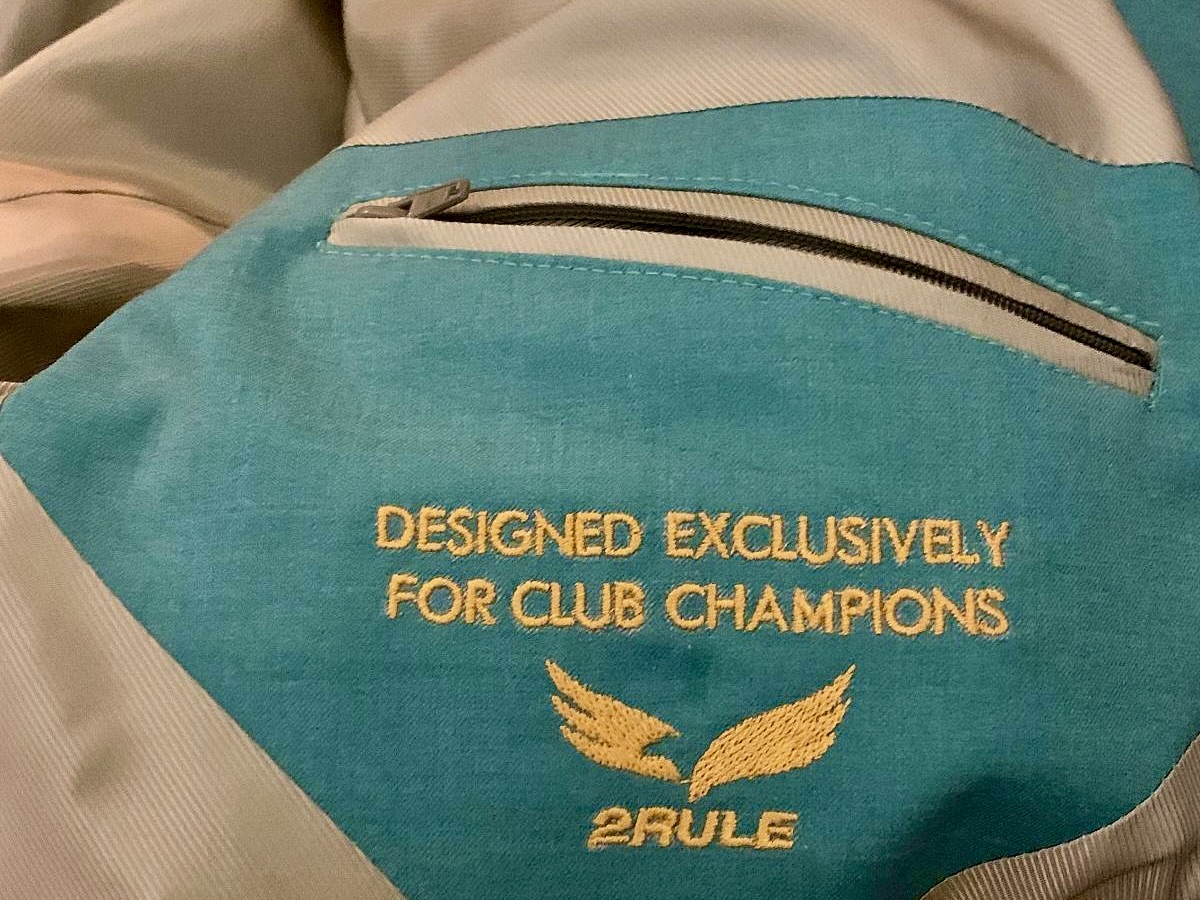 DESIGNED EXCLUSIVELY
FOR CLUB CHAMPIONS
2RULE